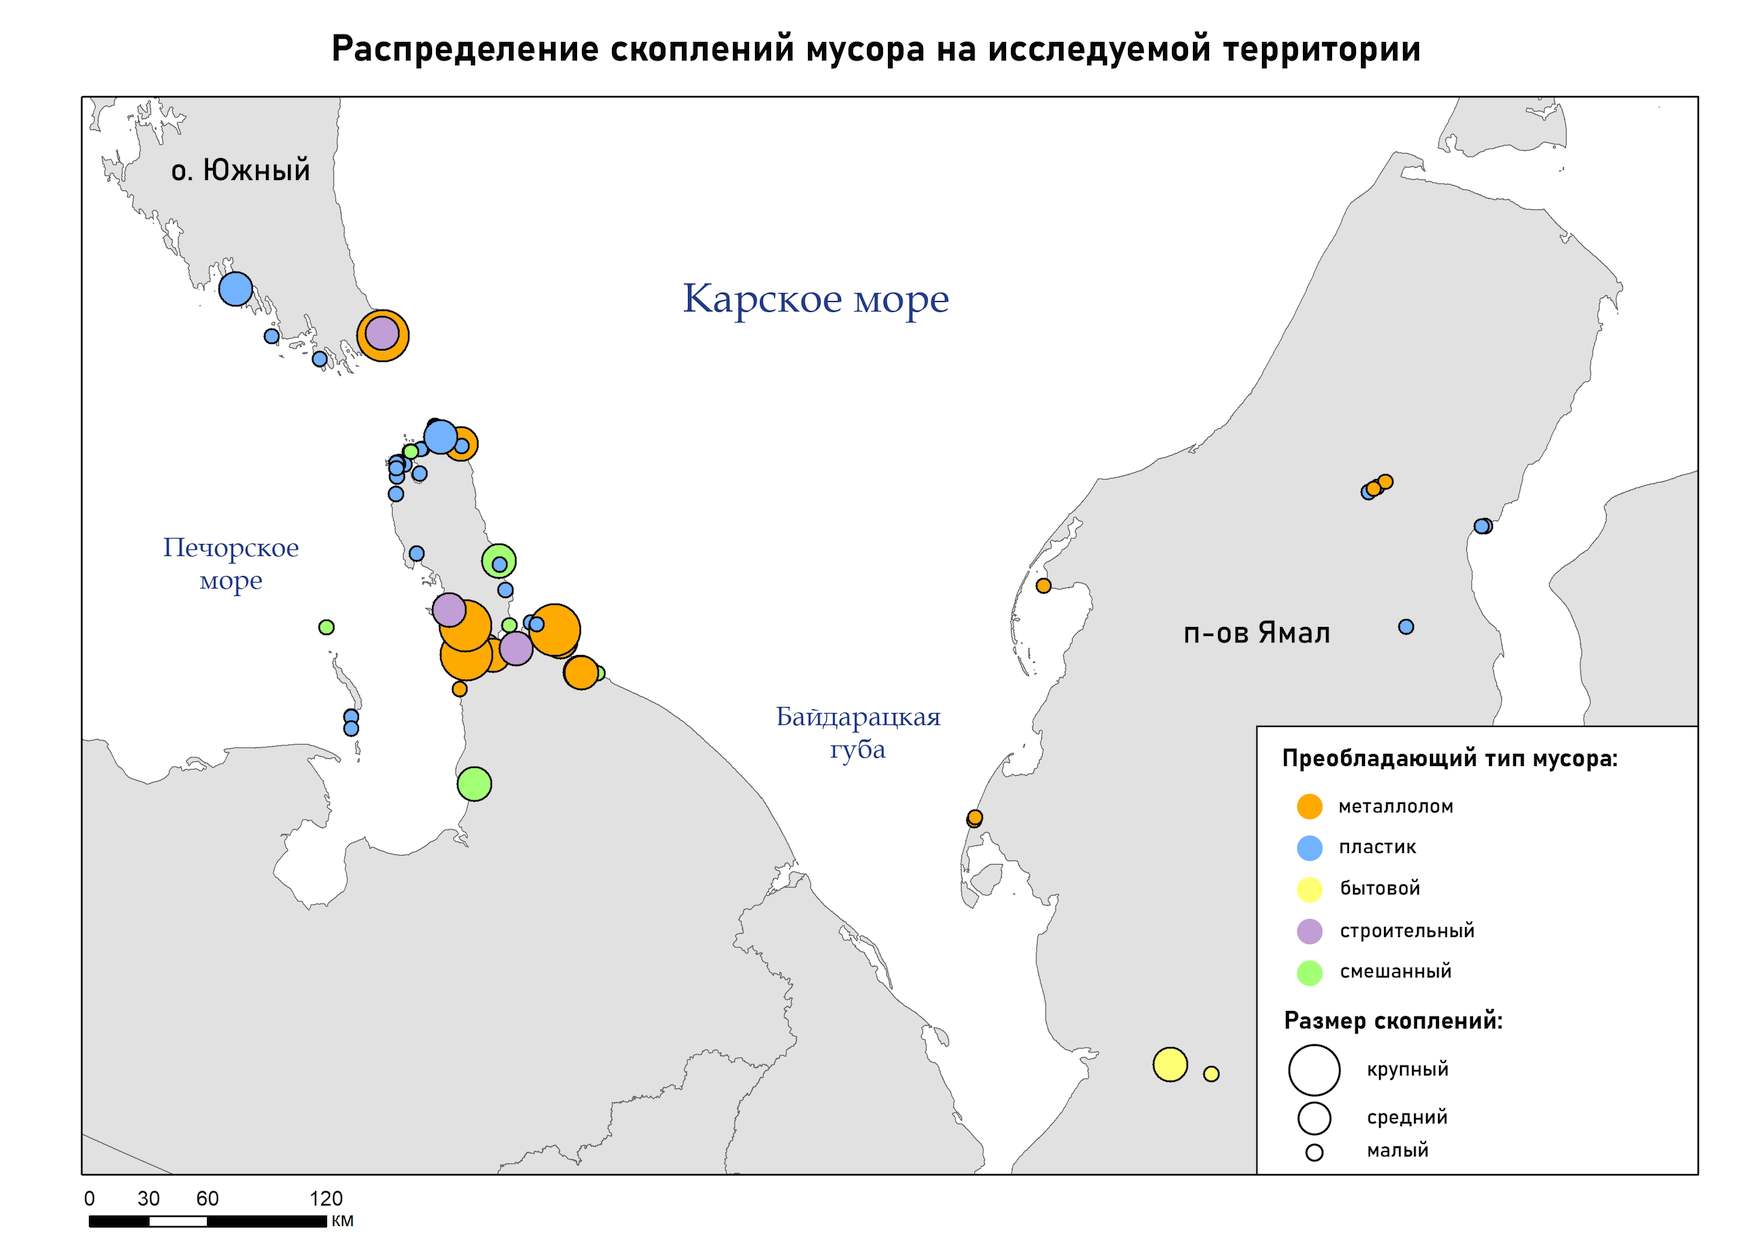 Распределение скоплений мусора на исследуемой территории
о. Южный
Карское море
Печорское
море
п-ов Ямал
Байдарацкая
губа
Преобладающий тип мусора:
металлолом
пластик
бытовой
строительный
смешанный
Размер скоплений:
крупный
средний
малый
0 30 60 120
км